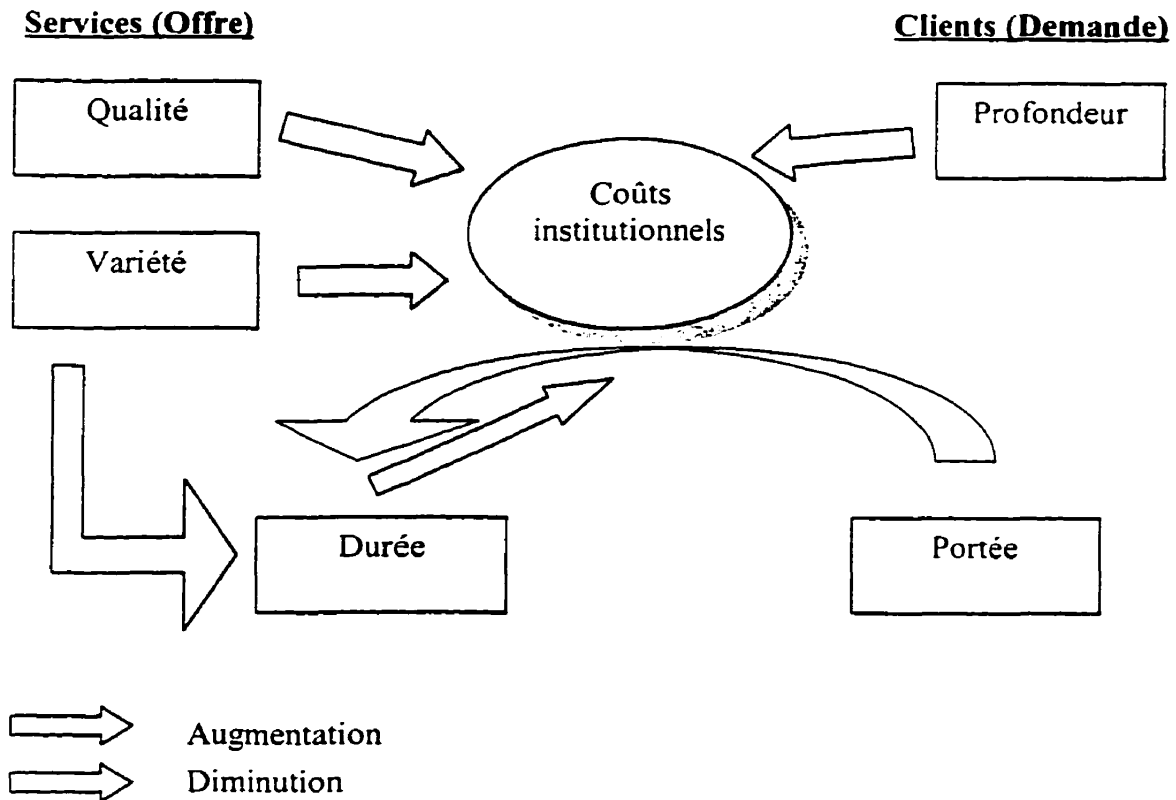 Services (Offre)
Clients (Demande)
Qualité
Profondeur
Coûts
institutionnels
Variété
Durée
Portée
Augmentation
Diminution